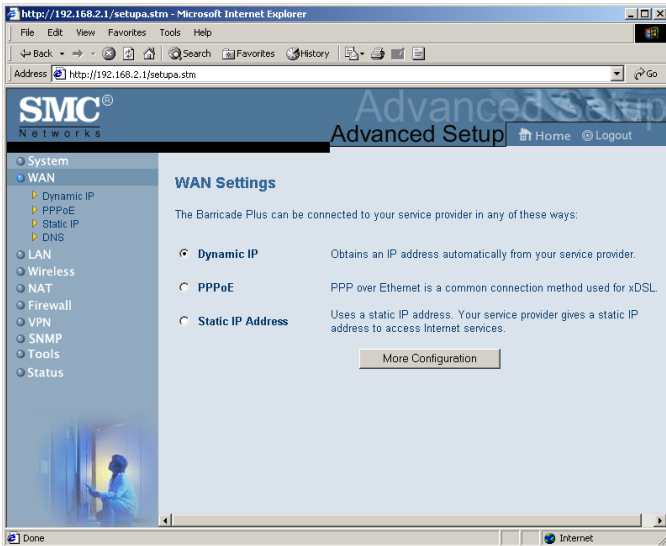 http://192.168.2.1/setupa.stm - Microsoft Internet Explorer
File Edit View Favorites Tools Help
Back Search Favorites History
Address http://192.168.2.1/setupa.stm Go
SMC®
Networks
Advanced Setup
Advanced Setup Home Logout
System
WAN
Dynamic IP
PPPoE
Static IP
DNS
LAN
Wireless
NAT
Firewall
VPN
SNMP
Tools
Status
WAN Settings
The Barricade Plus can be connected to your service provider in any of these ways:
Dynamic IP Obtains an IP address automatically from your service provider.
PPPoE PPP over Ethernet is a common connection method used for xDSL.
Static IP Address Uses a static IP address. Your service provider gives a static IP
address to access Internet services.
More Configuration
Done Internet